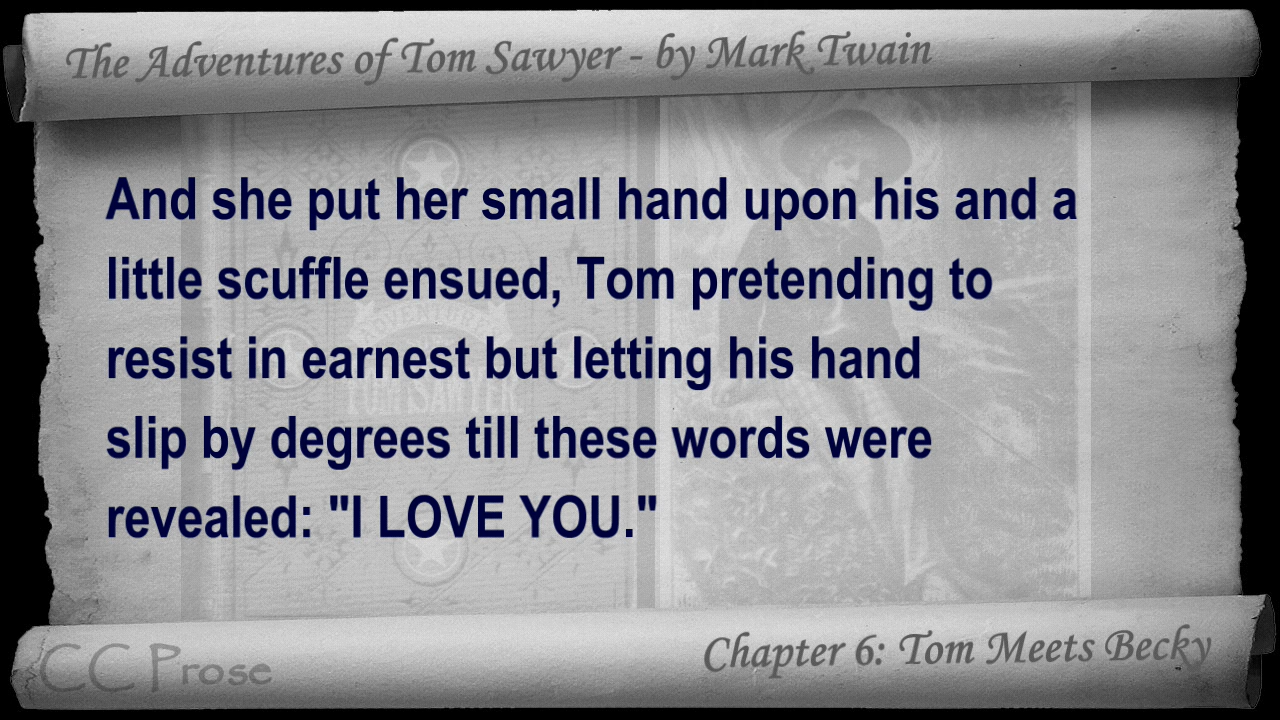 The Adventures of Tom Sawyer - by Mark Twain
And she put her small hand upon his and a
little scuffle ensued, Tom pretending to
resist in earnest but letting his hand
slip by degrees till these words were
revealed: "I LOVE YOU."
CC Prose
Chapter 6: Tom Meets Becky